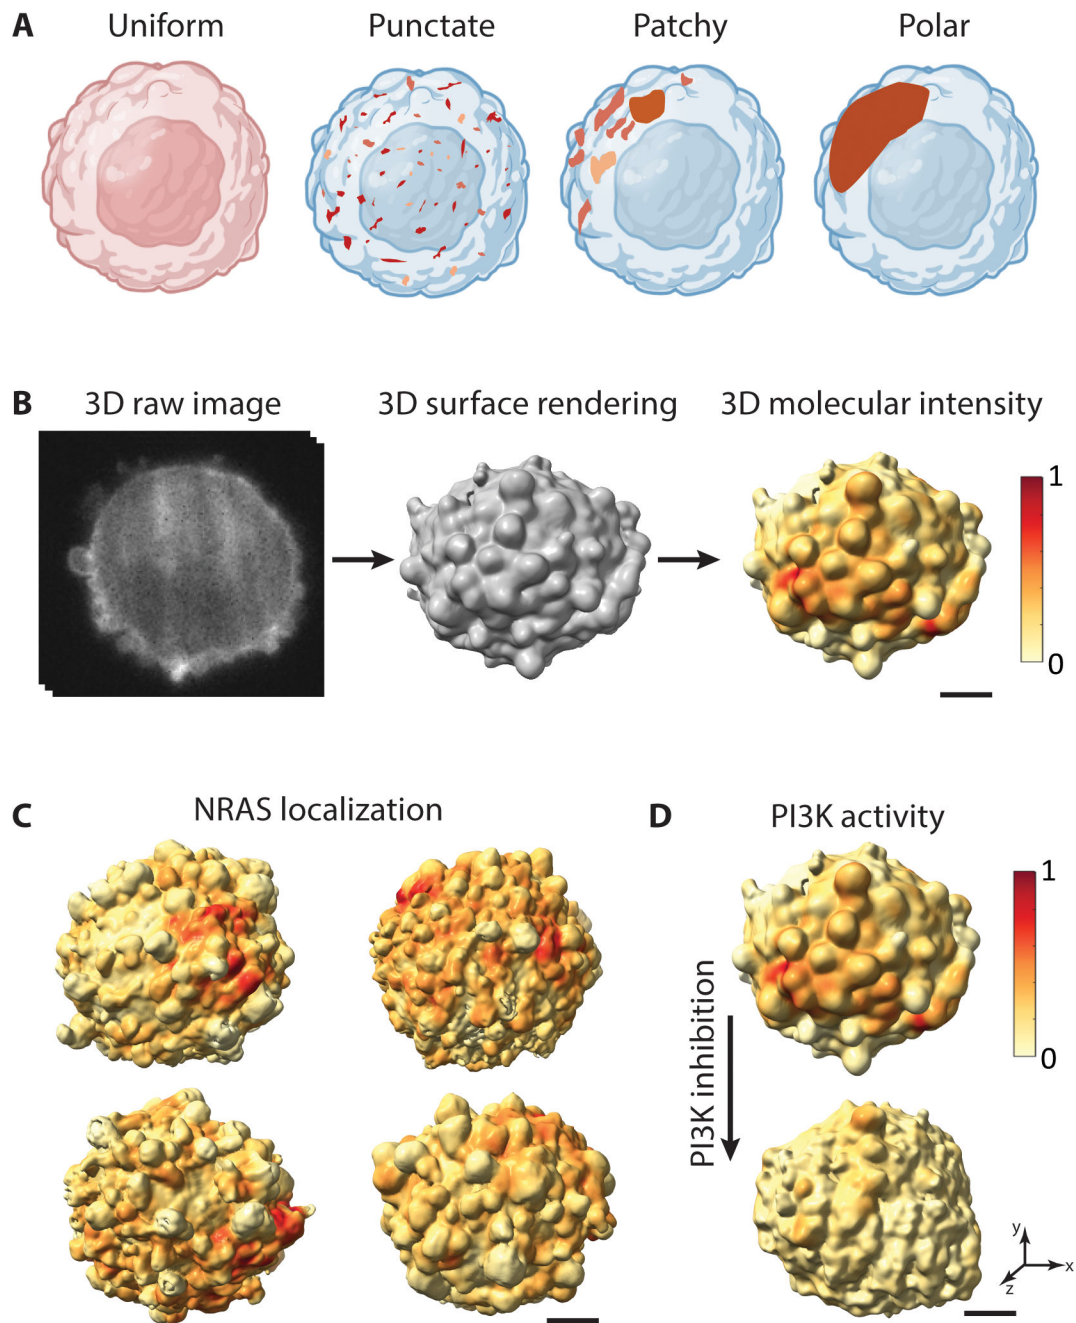 A
Uniform
Punctate
Patchy
Polar
B
3D raw image
3D surface rendering
3D molecular intensity
1
0
C
NRAS localization
D
PI3K activity
1
0
PI3K inhibition
y
x
z